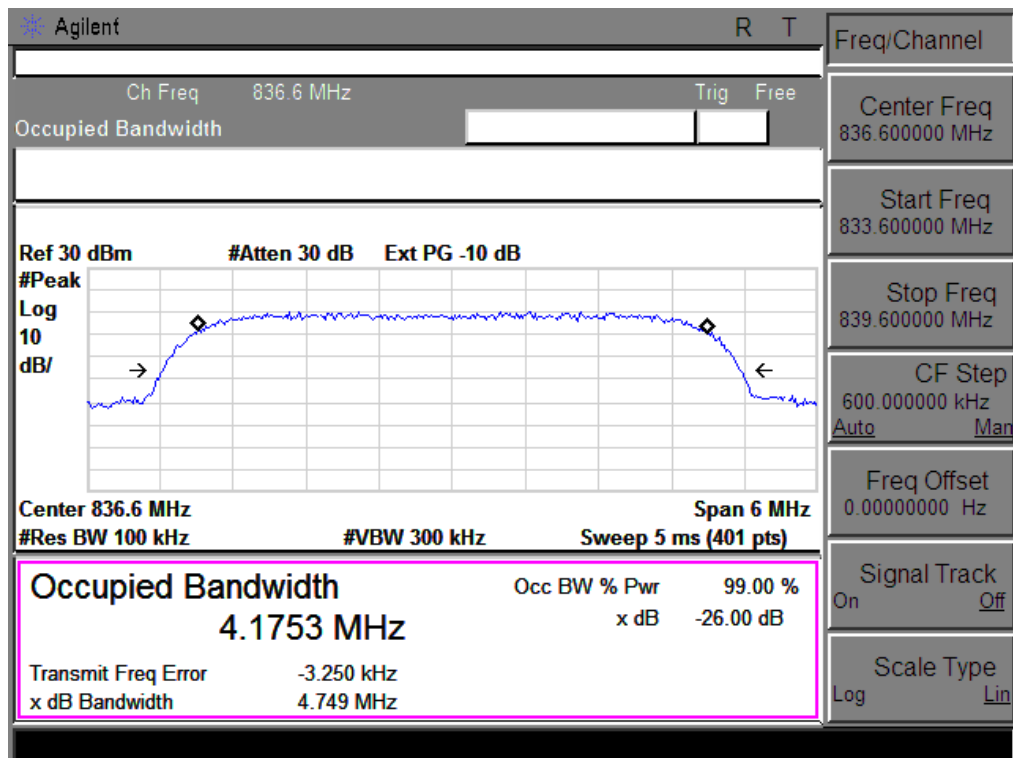 Agilent R T
Ch Freq 836.6 MHz Trig Free
Occupied Bandwidth
Ref 30 dBm #Atten 30 dB Ext PG -10 dB
#Peak
Log
10
dB/
Center 836.6 MHz Span 6 MHz
#Res BW 100 kHz #VBW 300 kHz Sweep 5 ms (401 pts)
Occupied Bandwidth Occ BW % Pwr 99.00 %
4.1753 MHz x dB -26.00 dB
Transmit Freq Error -3.250 kHz
x dB Bandwidth 4.749 MHz
Freq/Channel
Center Freq
836.600000 MHz
Start Freq
833.600000 MHz
Stop Freq
839.600000 MHz
CF Step
600.000000 kHz
Auto Man
Freq Offset
0.00000000 Hz
Signal Track
On Off
Scale Type
Log Lin